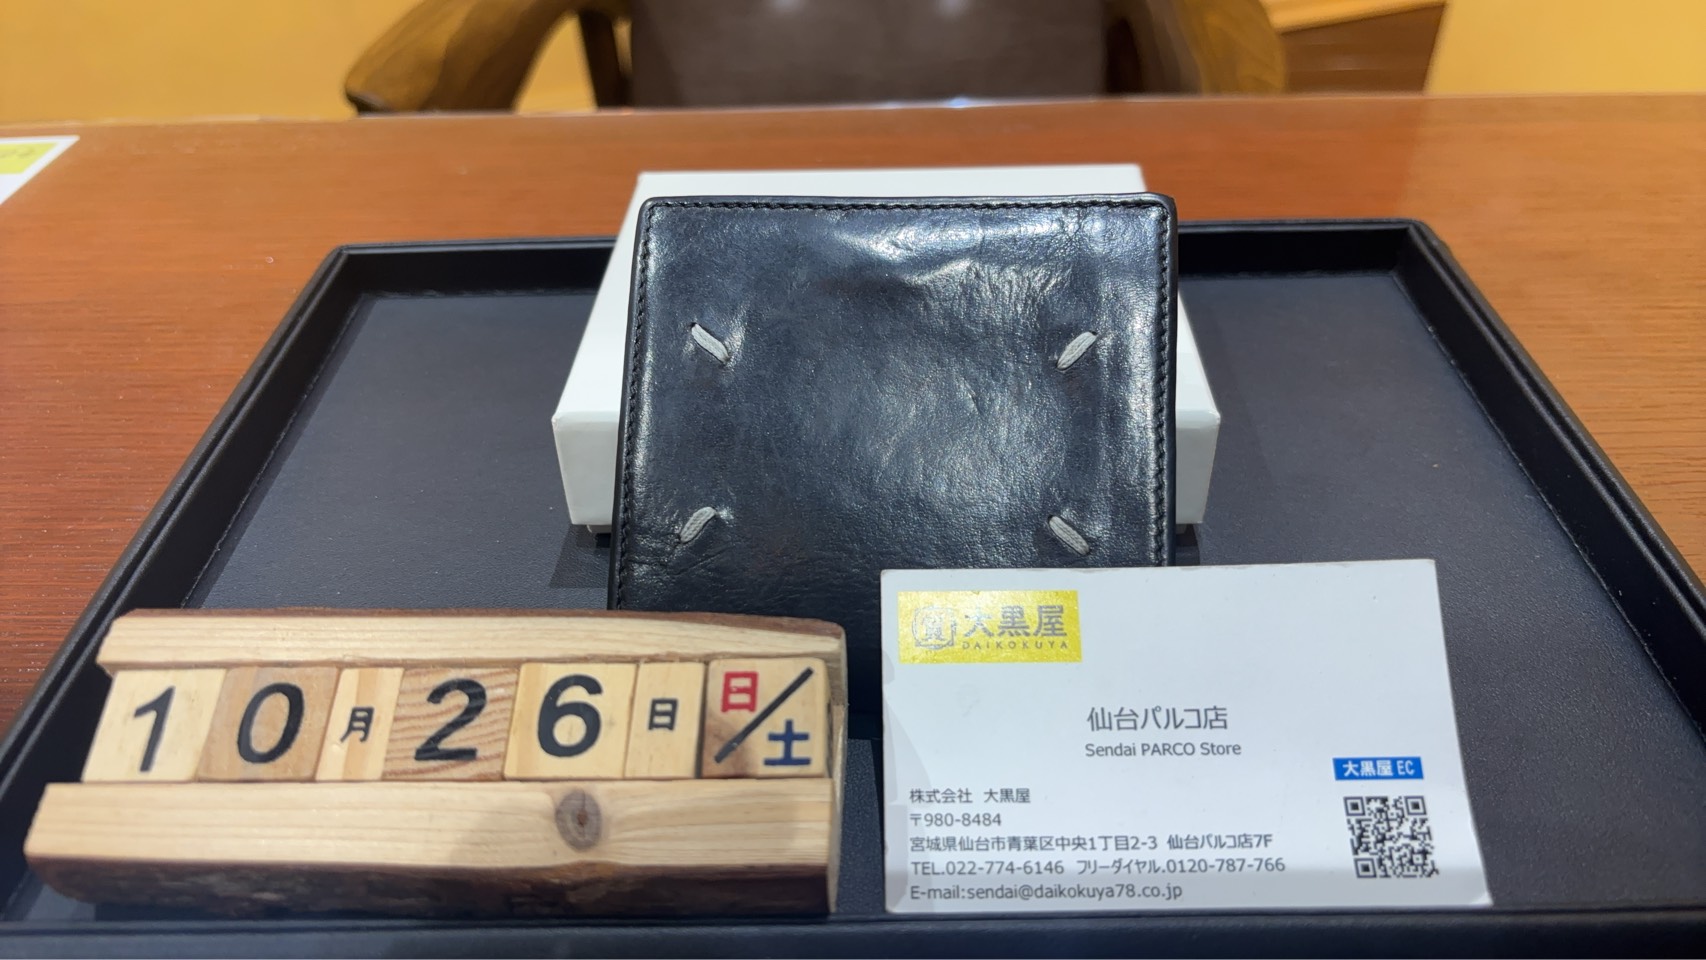 10月26日 日/土
大黒屋
DAIKOKUYA
仙台パルコ店
Sendai PARCO Store
大黒屋 EC
株式会社 大黒屋
〒980-8484
宮城県仙台市青葉区中央1丁目2-3 仙台パルコ店7F
TEL.022-774-6146 フリーダイヤル.0120-787-766
E-mail:sendai@daikokuya78.co.jp